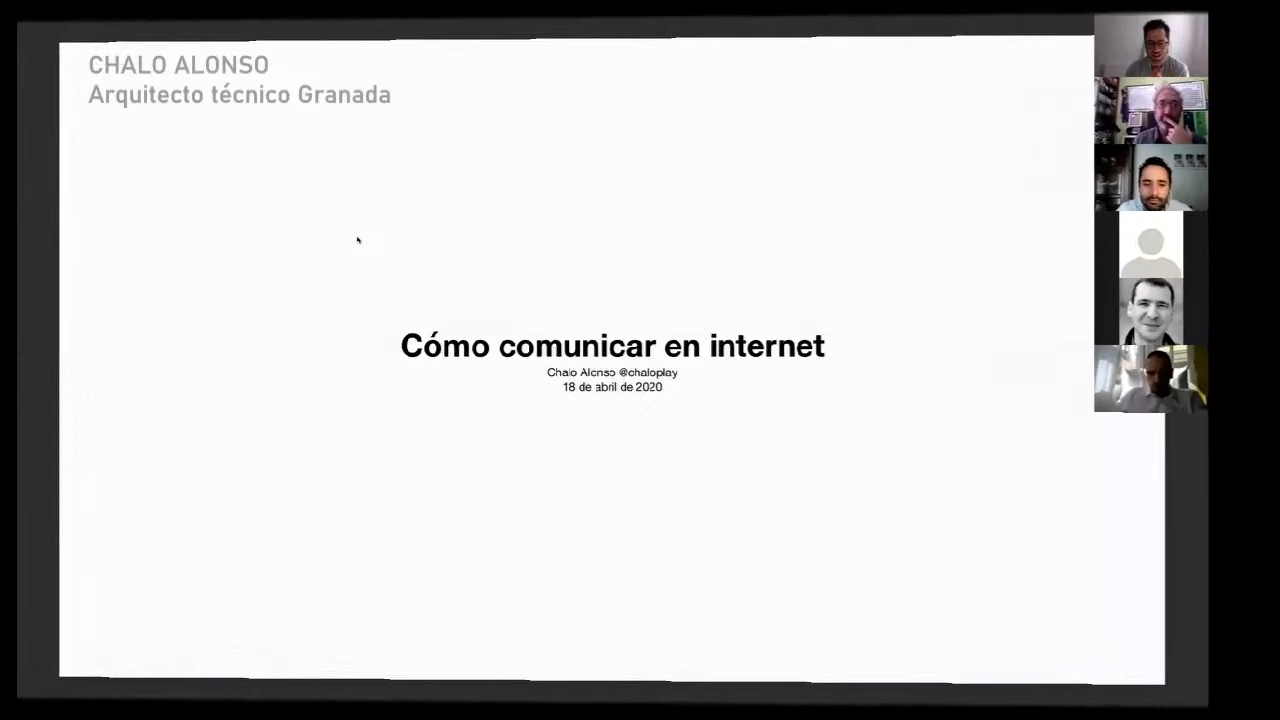 CHALO ALONSO
Arquitecto técnico Granada
Cómo comunicar en internet
Chalo Alonso @chaloplay
18 de abril de 2020